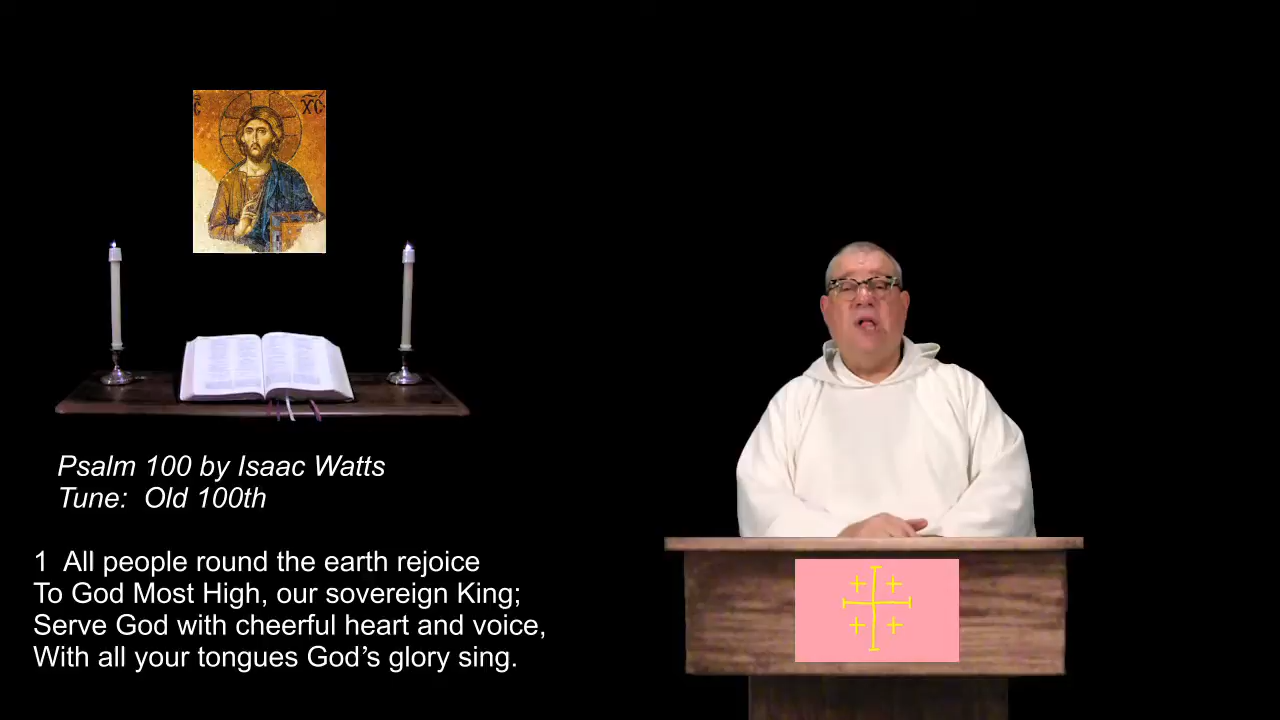 XC
Psalm 100 by Isaac Watts
Tune: Old 100th
1 All people round the earth rejoice
To God Most High, our sovereign King;
Serve God with cheerful heart and voice,
With all your tongues God’s glory sing.